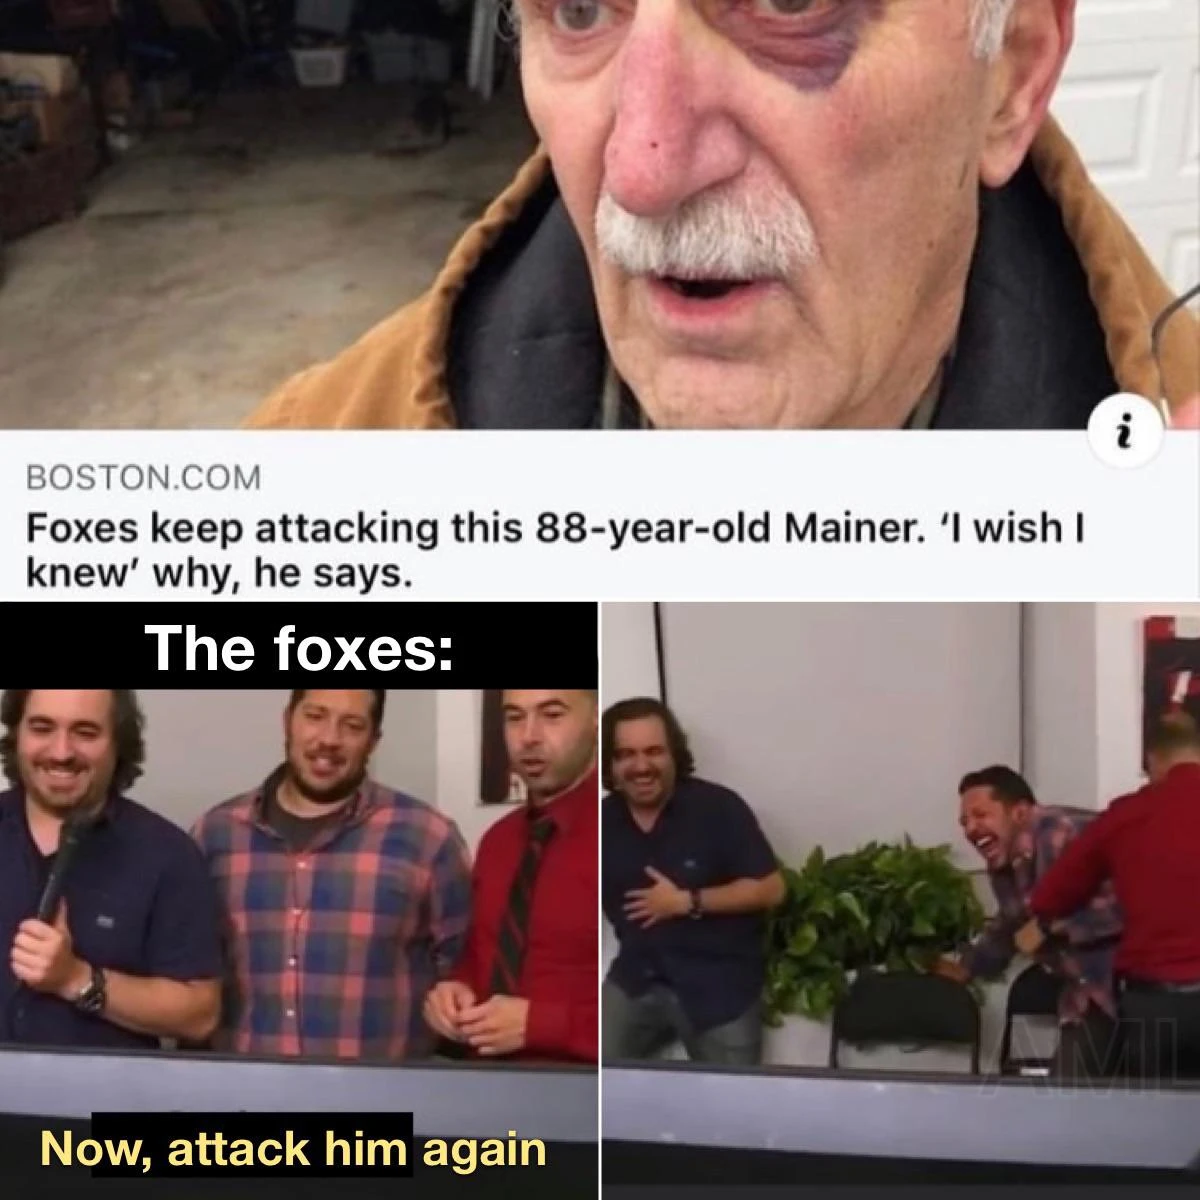 i
BOSTON.COM
Foxes keep attacking this 88-year-old Mainer. ‘I wish I
knew’ why, he says.
The foxes:
Now, attack him again
AML